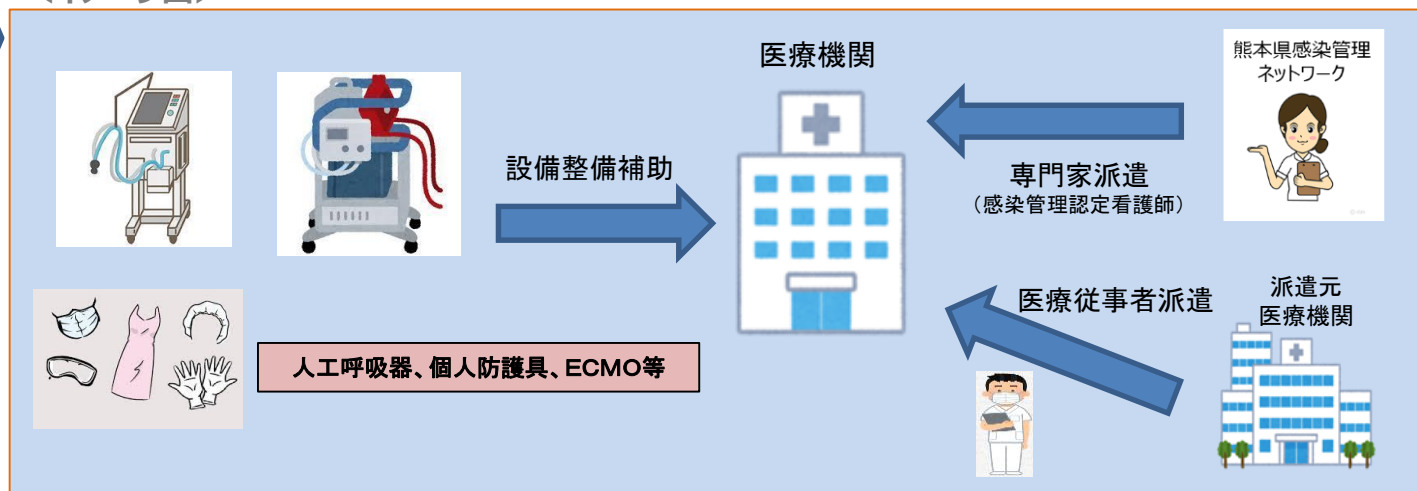 医療機関
熊本県感染管理
ネットワーク
設備整備補助
専門家派遣
（感染管理認定看護師）
医療従事者派遣
派遣元
医療機関
人工呼吸器、個人防護具、ECMO等